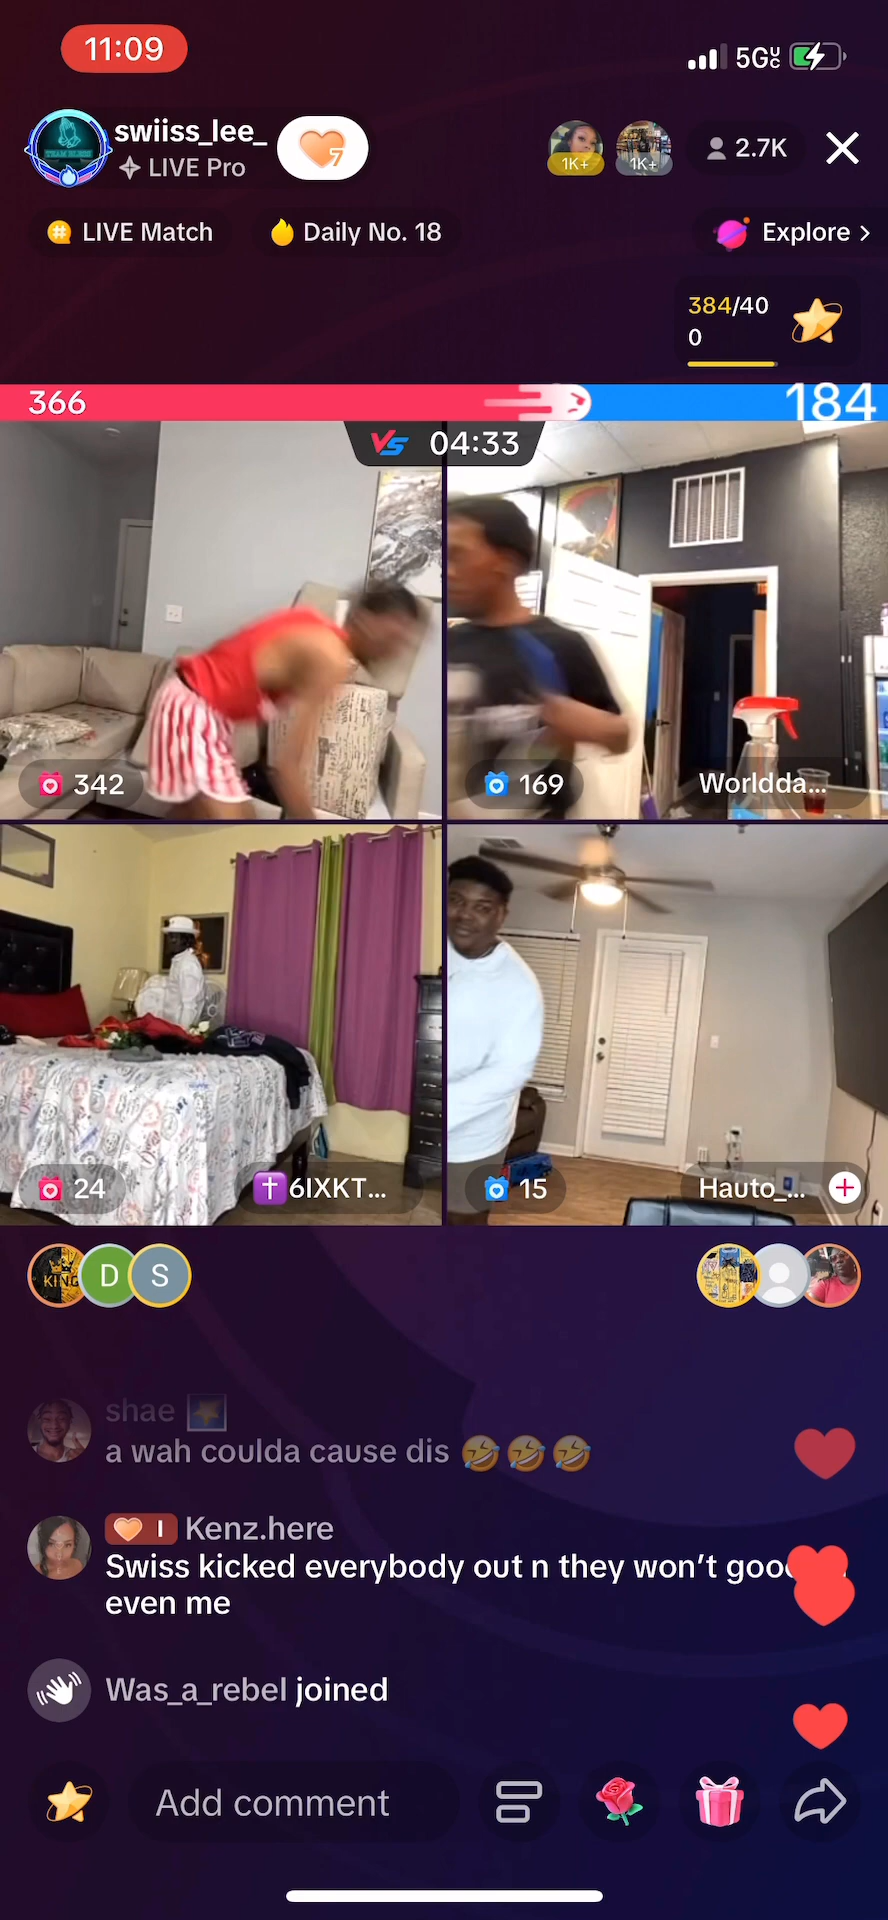 11:09
5G
swiiss_lee_
7
LIVE Pro
1K+
1K+
2.7K
LIVE Match
Daily No. 18
Explore >
384/40
0
366
184
VS 04:33
342
169
Worldda...
24
6IXKT...
15
Hauto_...
KING
D
S
shae
a wah coulda cause dis 🤣🤣🤣
I Kenz.here
Swiss kicked everybody out n they won't
even me
Was_a_rebel joined
Add comment